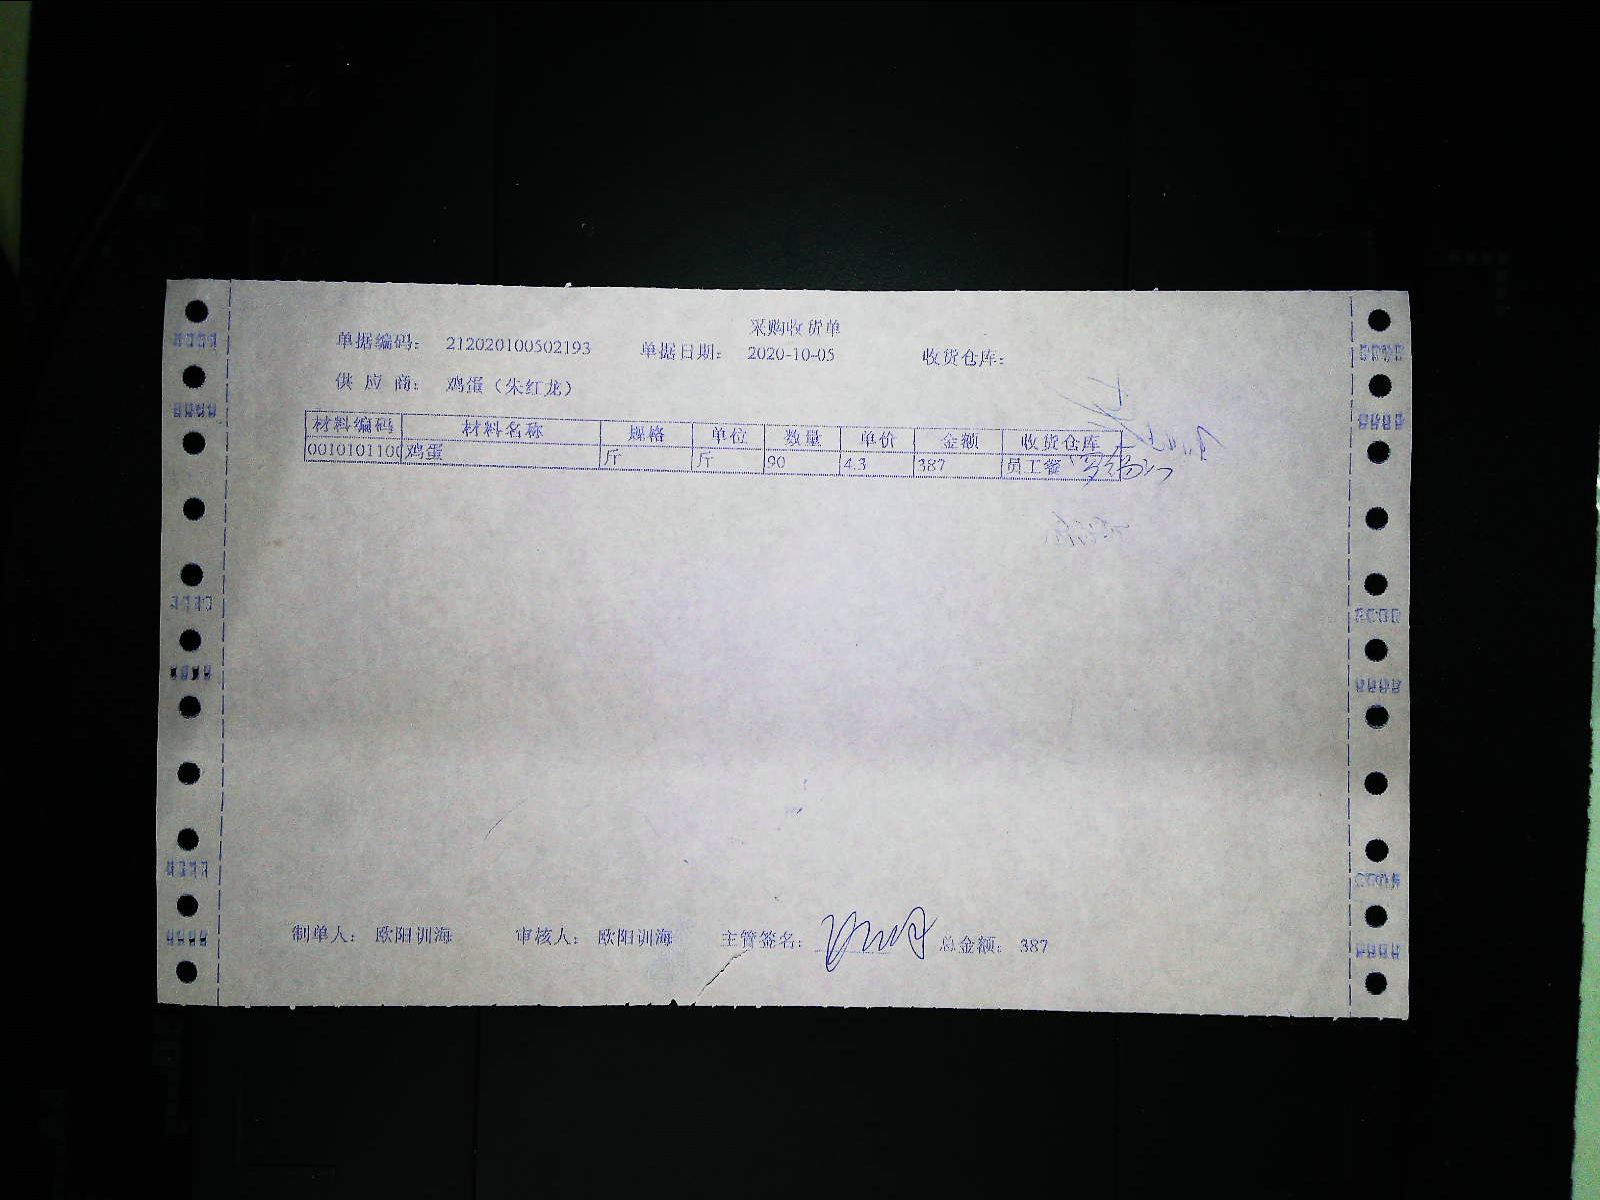 采购收货单
单据编码： 212020100502193 单据日期： 2020-10-05 收货仓库：
供 应 商： 鸡蛋（朱红龙）
材料编码 材料名称 规格 单位 数量 单价 金额 收货仓库
0010101100 鸡蛋 斤 斤 90 4.3 387 员工餐
制单人： 欧阳训海 审核人： 欧阳训海 主管签名： 总金额： 387